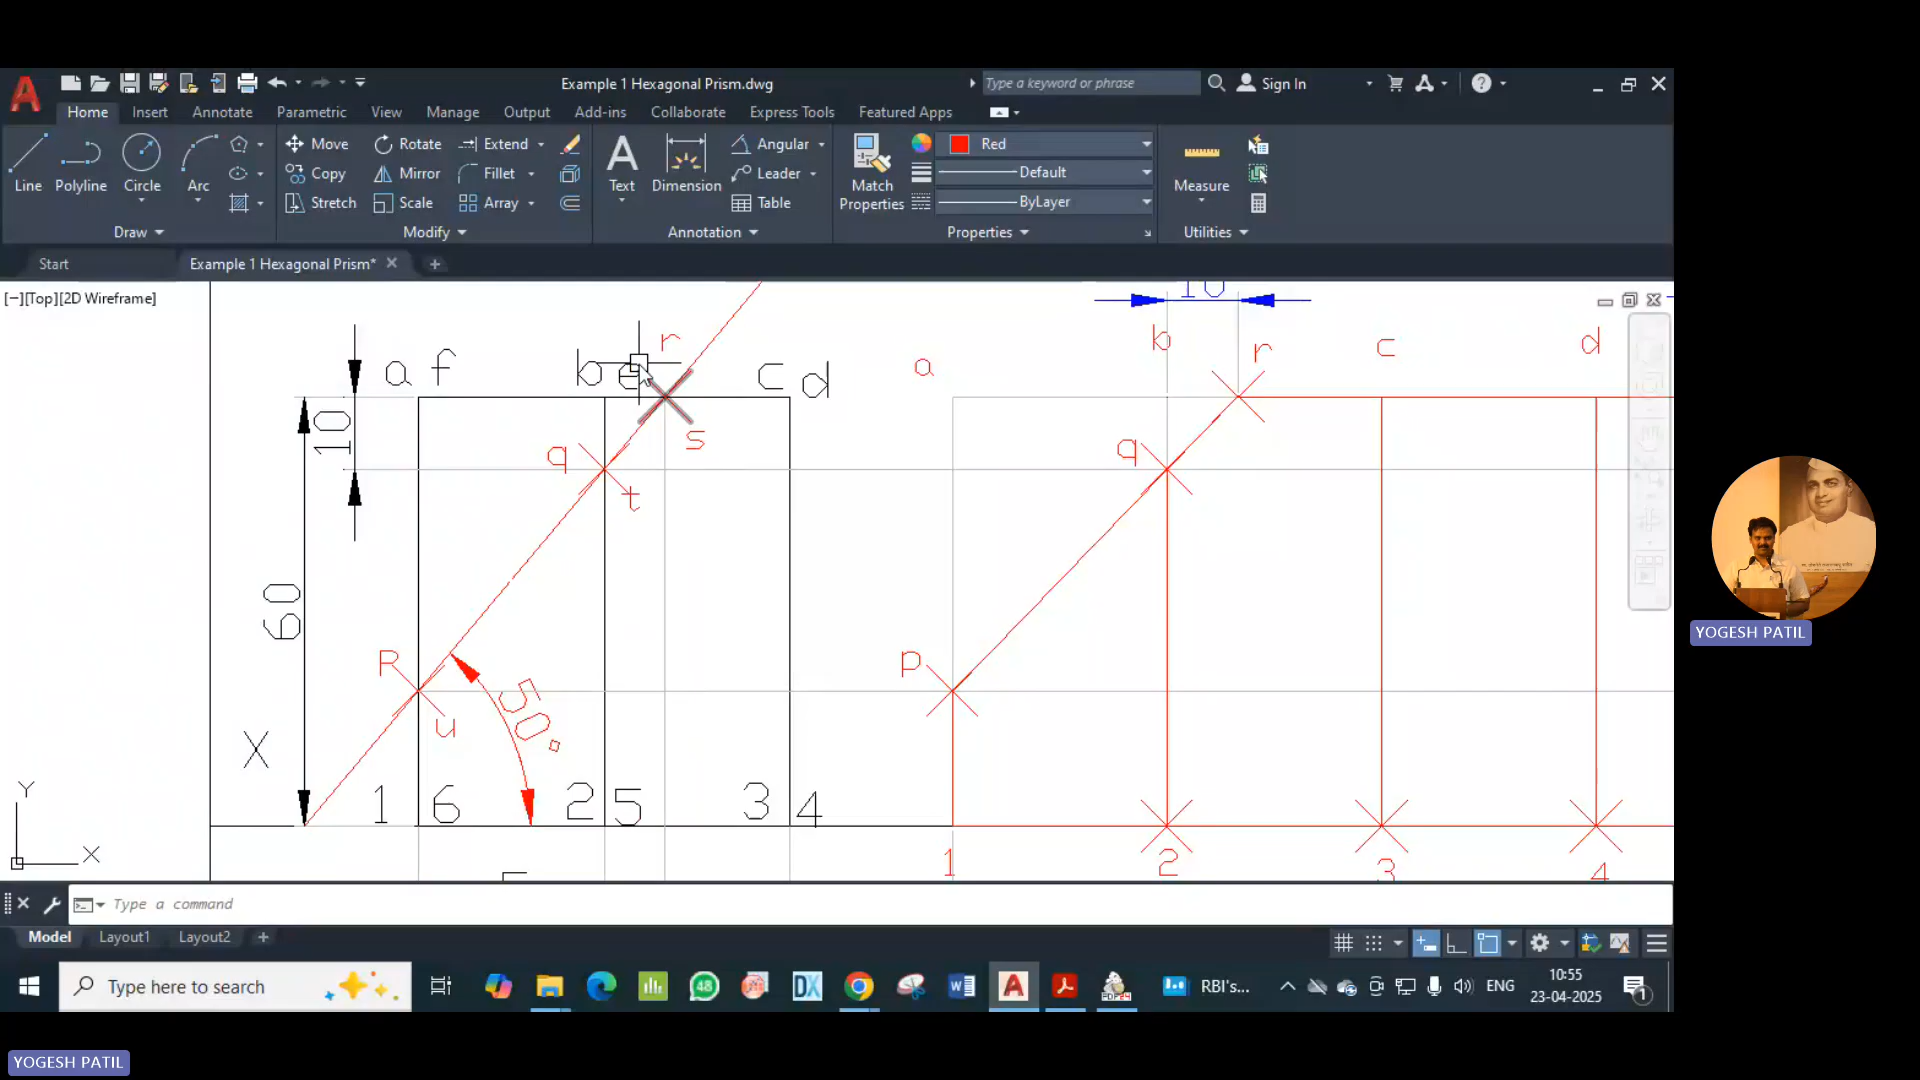 Example 1 Hexagonal Prism.dwg
Type a keyword or phrase
Sign In
Home Insert Annotate Parametric View Manage Output Add-ins Collaborate Express Tools Featured Apps
Line Polyline Circle Arc
Move Rotate Extend
Copy Mirror Fillet
Stretch Scale Array
Text Dimension
Angular
Leader
Table
Match Properties
Red
Default
ByLayer
Measure
Draw Modify Annotation Properties Utilities
Start Example 1 Hexagonal Prism*
[−][Top][2D Wireframe]
10
a f b e r c d
a b r c d
10
q s t
q
60
R u
50°
p
X
1 6 2 5 3 4
1 2 3 4
Y
X
Type a command
Model Layout1 Layout2
Type here to search
48
RBI's...
ENG
10:55
23-04-2025
1
YOGESH PATIL
YOGESH PATIL